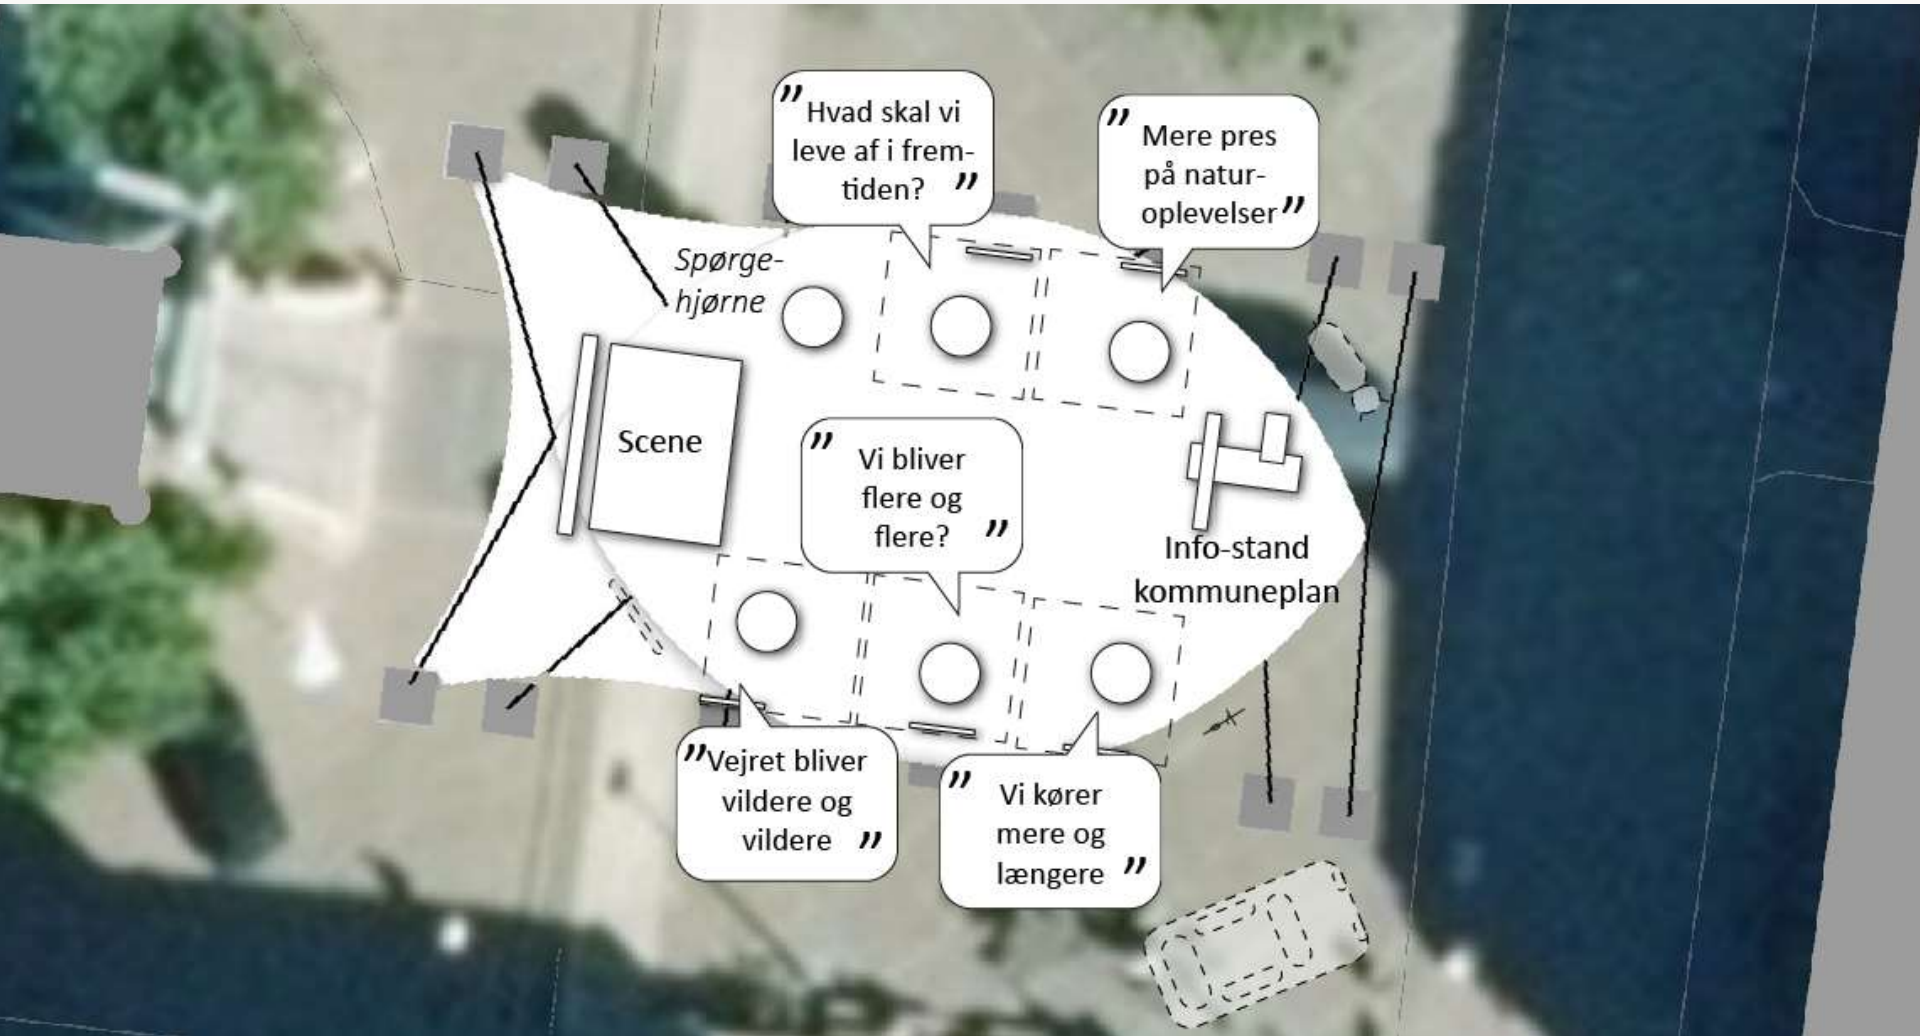 ” Hvad skal vi
leve af i frem-
tiden? ”
” Mere pres
på natur-
oplevelser ”
Spørge-
hjørne
Scene
” Vi bliver
flere og
flere? ”
Info-stand
kommuneplan
” Vejret bliver
vildere og
vildere ”
” Vi kører
mere og
længere ”